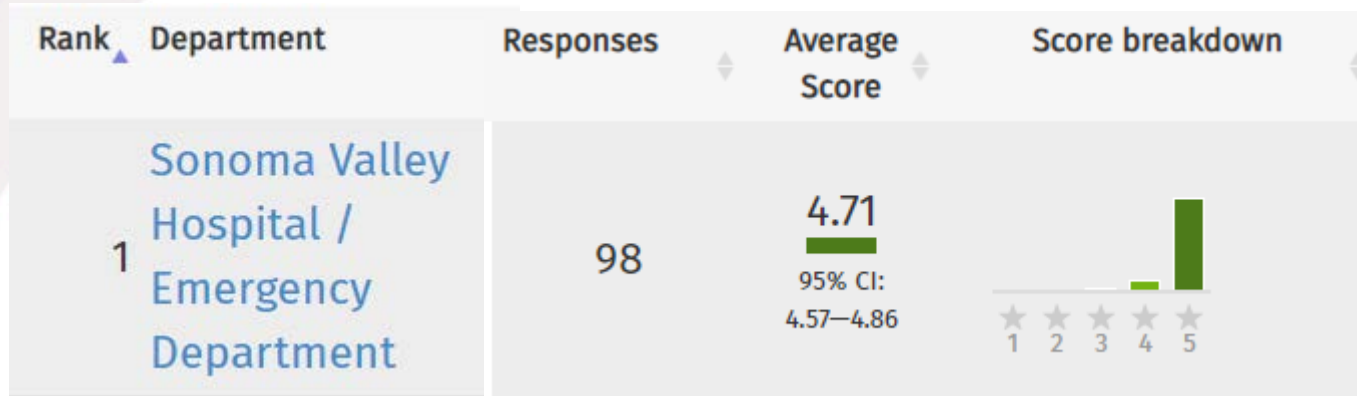 Rank Department Responses Average Score Score breakdown
1 Sonoma Valley Hospital / Emergency Department 98 4.71
95% CI:
4.57—4.86
1 2 3 4 5